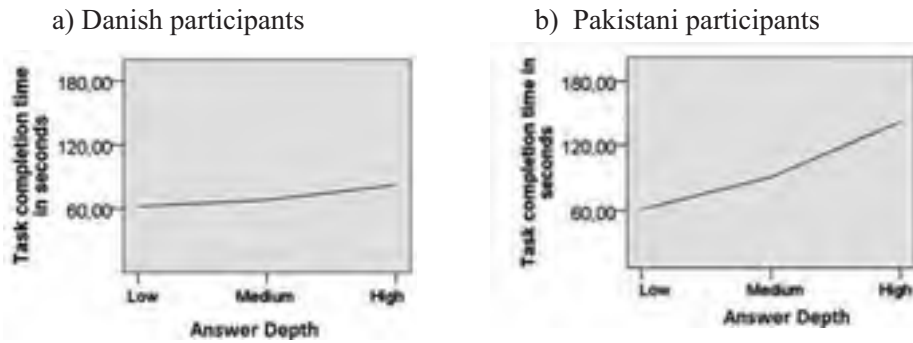 a) Danish participants
180,00
120,00
60,00
Task completion time
in seconds
Low
Medium
High
Answer Depth
b) Pakistani participants
180,00
120,00
60,00
Task completion time in
seconds
Low
Medium
High
Answer Depth